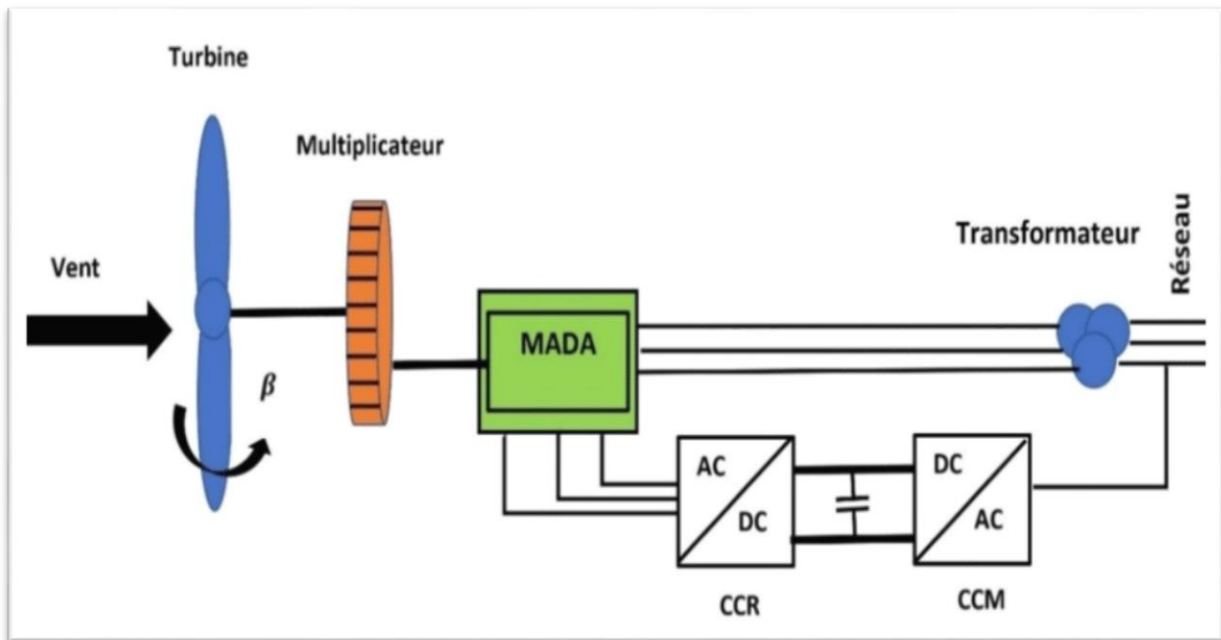 Turbine
Multiplicateur
Vent
β
MADA
Transformateur
Réseau
AC
DC
DC
AC
CCR
CCM